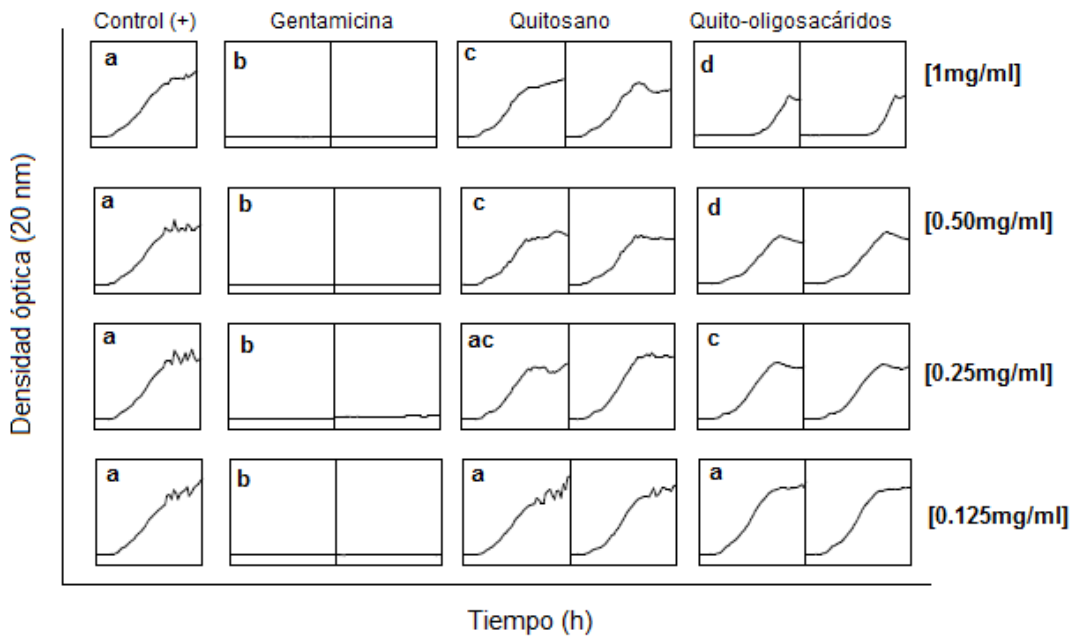 Control (+) Gentamicina Quitosano Quito-oligosacáridos
a b c d [1mg/ml]
a b c d [0.50mg/ml]
a b ac c [0.25mg/ml]
a b a a [0.125mg/ml]
Densidad óptica (20 nm)
Tiempo (h)